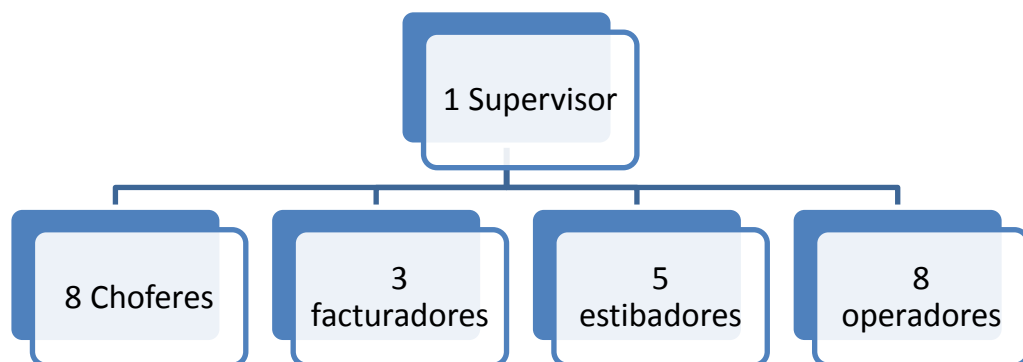 1 Supervisor
8 Choferes
3
facturadores
5
estibadores
8
operadores